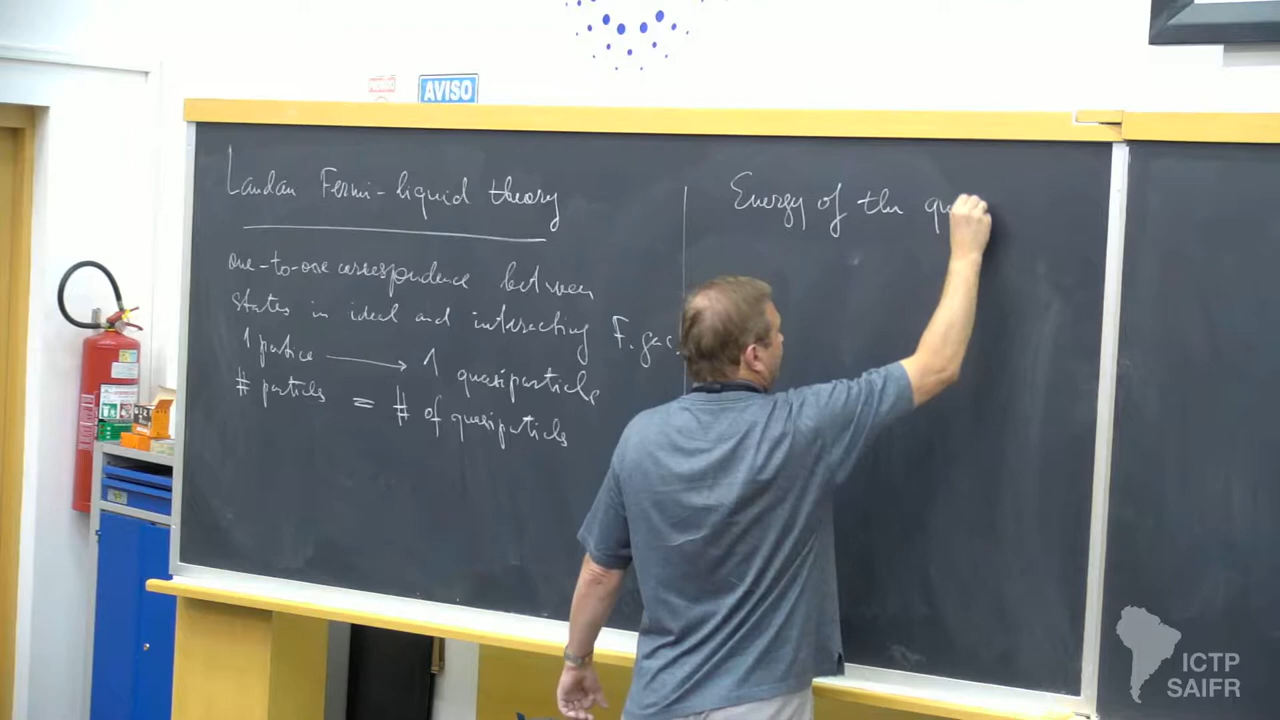 AVISO
Landau Fermi-liquid theory
one-to-one correspondence between
states in ideal and interacting F. gas.
1 partice → 1 quasiparticle
# particles = # of quasiparticles
Energy of the qu
ICTP
SAIFR